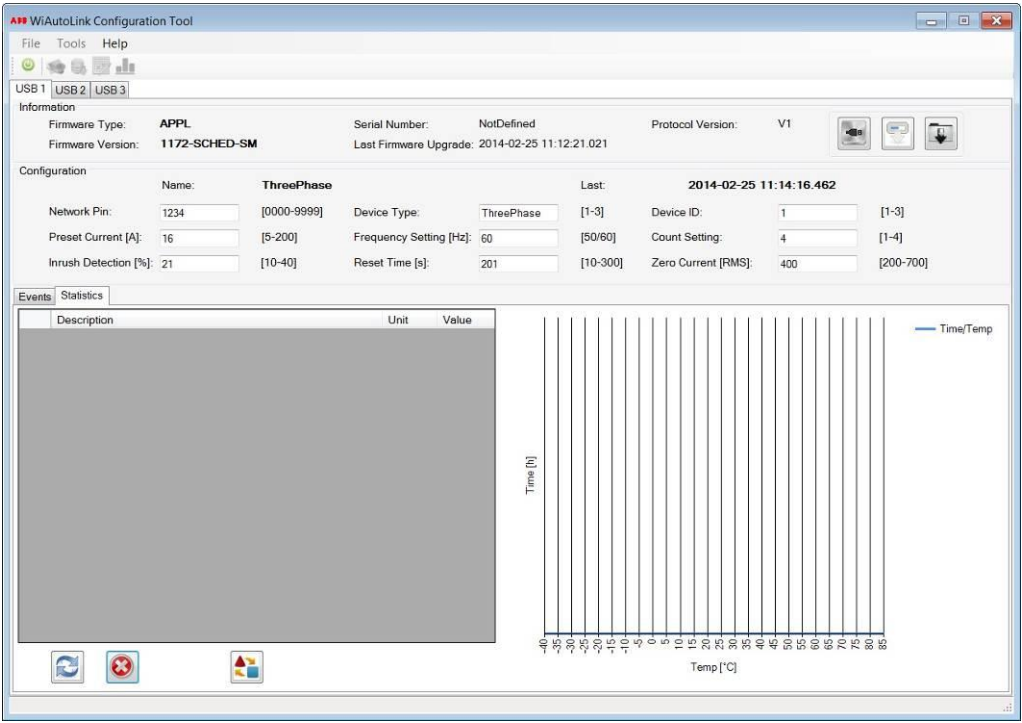 ABB WiAutoLink Configuration Tool
File Tools Help
USB 1 USB 2 USB 3
Information
Firmware Type: APPL Serial Number: NotDefined Protocol Version: V1
Firmware Version: 1172-SCHED-SM Last Firmware Upgrade: 2014-02-25 11:12:21.021
Configuration
Name: ThreePhase Last: 2014-02-25 11:14:16.462
Network Pin: 1234 [0000-9999] Device Type: ThreePhase [1-3] Device ID: 1 [1-3]
Preset Current [A]: 16 [5-200] Frequency Setting [Hz]: 60 [50/60] Count Setting: 4 [1-4]
Inrush Detection [%]: 21 [10-40] Reset Time [s]: 201 [10-300] Zero Current [RMS]: 400 [200-700]
Events Statistics
Description Unit Value
Time/Temp
Time [h]
-40 -35 -30 -25 -20 -15 -10 -5 0 5 10 15 20 25 30 35 40 45 50 55 60 65 70 75 80 85
Temp [°C]